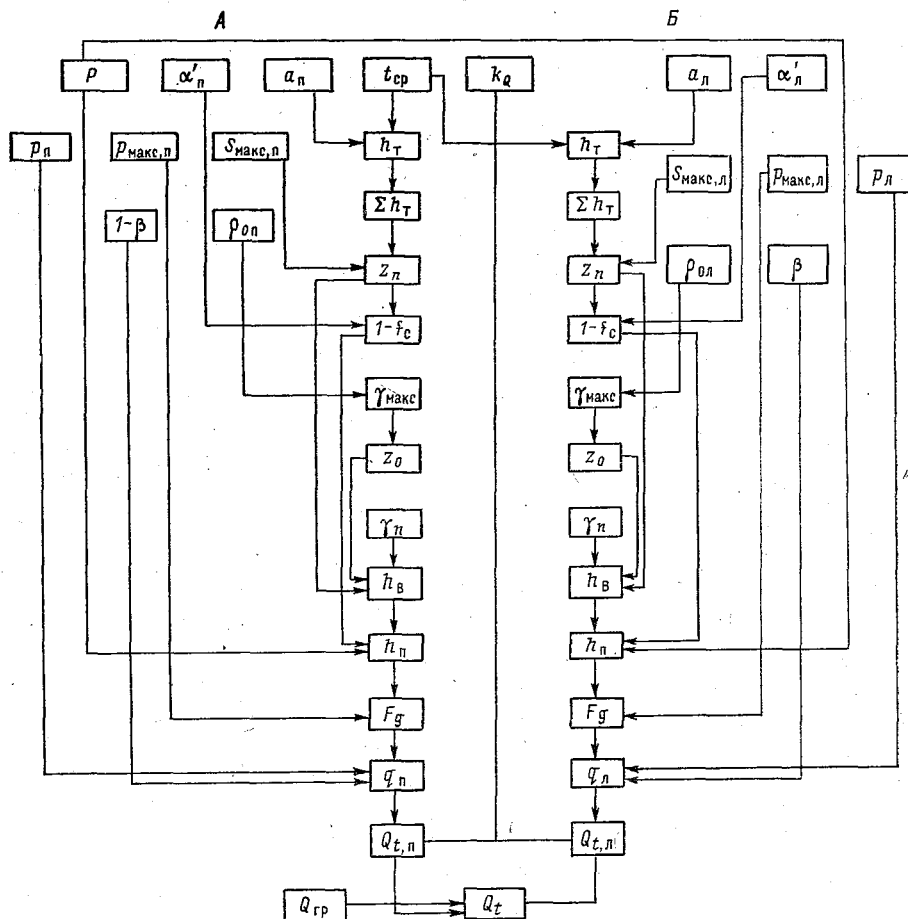 А Б
P α'п aп tср kQ aл α'л
pп pмакс,п sмакс,п hт hт sмакс,л pмакс,л pл
1-β ρоп Σhт Σhт ρол β
zп zп
1-fс 1-fс
γмакс γмакс
z0 z0
γп γп
hв hв
hп hп
Fg Fg
qп qл
Qt,п Qt,л
Qгр Qt